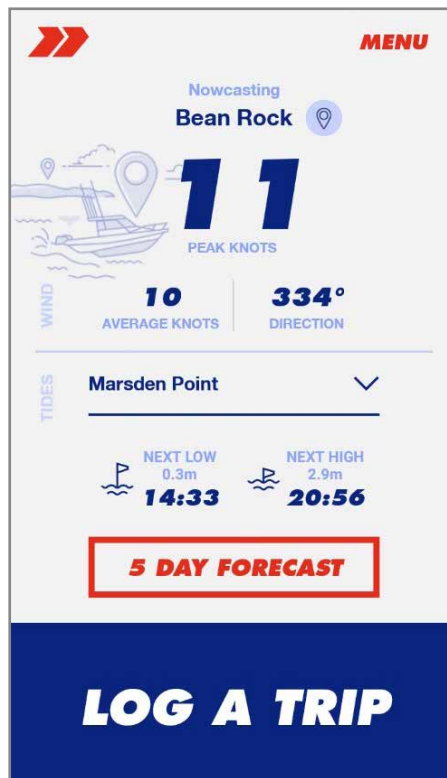 MENU
Nowcasting
Bean Rock
11
PEAK KNOTS
WIND
10
334°
AVERAGE KNOTS
DIRECTION
TIDES
Marsden Point
NEXT LOW
0.3m
14:33
NEXT HIGH
2.9m
20:56
5 DAY FORECAST
LOG A TRIP